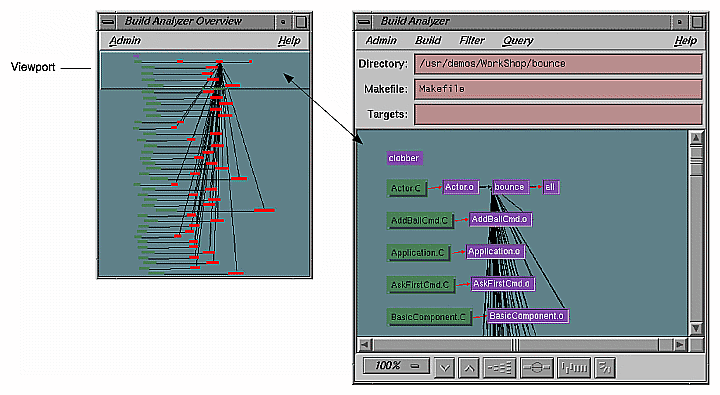 Build Analyzer Overview
Admin Help
Viewport
Build Analyzer
Admin Build Filter Query Help
Directory: /usr/demos/WorkShop/bounce
Makefile: Makefile
Targets:
clobber
Actor.C Actor.o bounce all
AddBallCmd.C AddBallCmd.o
Application.C Application.o
AskFirstCmd.C AskFirstCmd.o
BasicComponent.C BasicComponent.o
100%